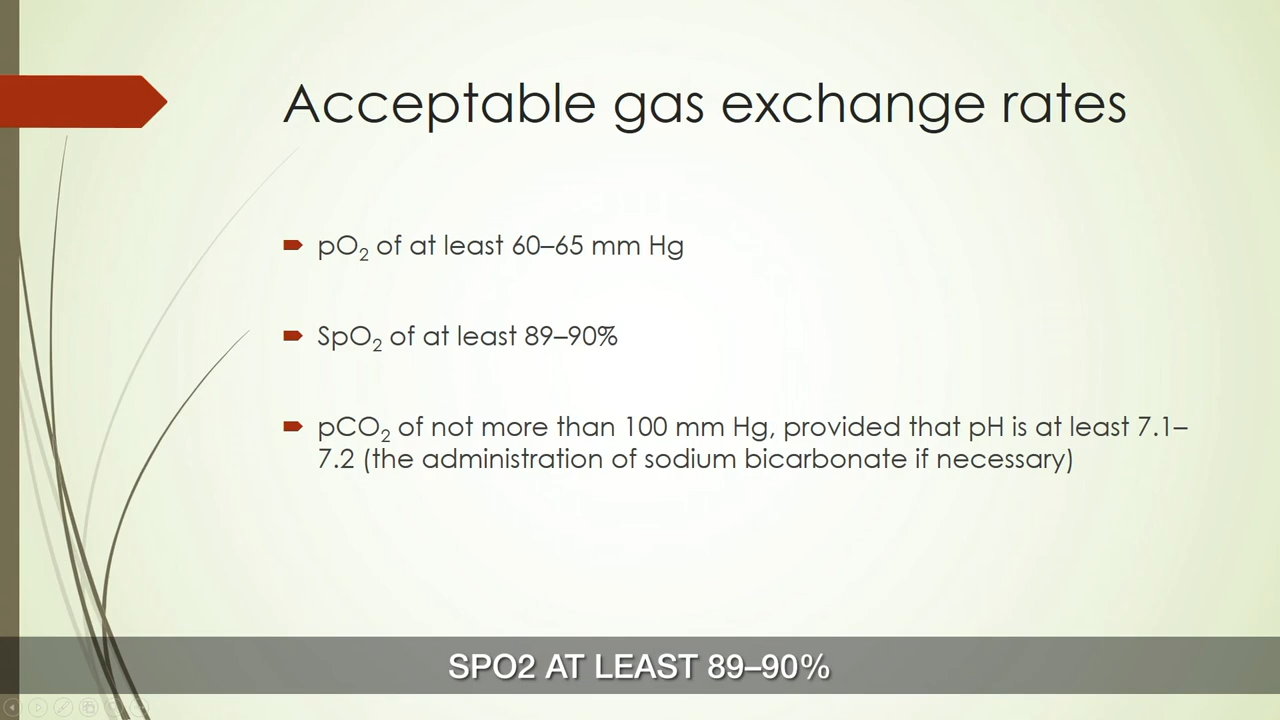 Acceptable gas exchange rates
pO₂ of at least 60–65 mm Hg
SpO₂ of at least 89–90%
pCO₂ of not more than 100 mm Hg, provided that pH is at least 7.1–
7.2 (the administration of sodium bicarbonate if necessary)
SPO2 AT LEAST 89–90%